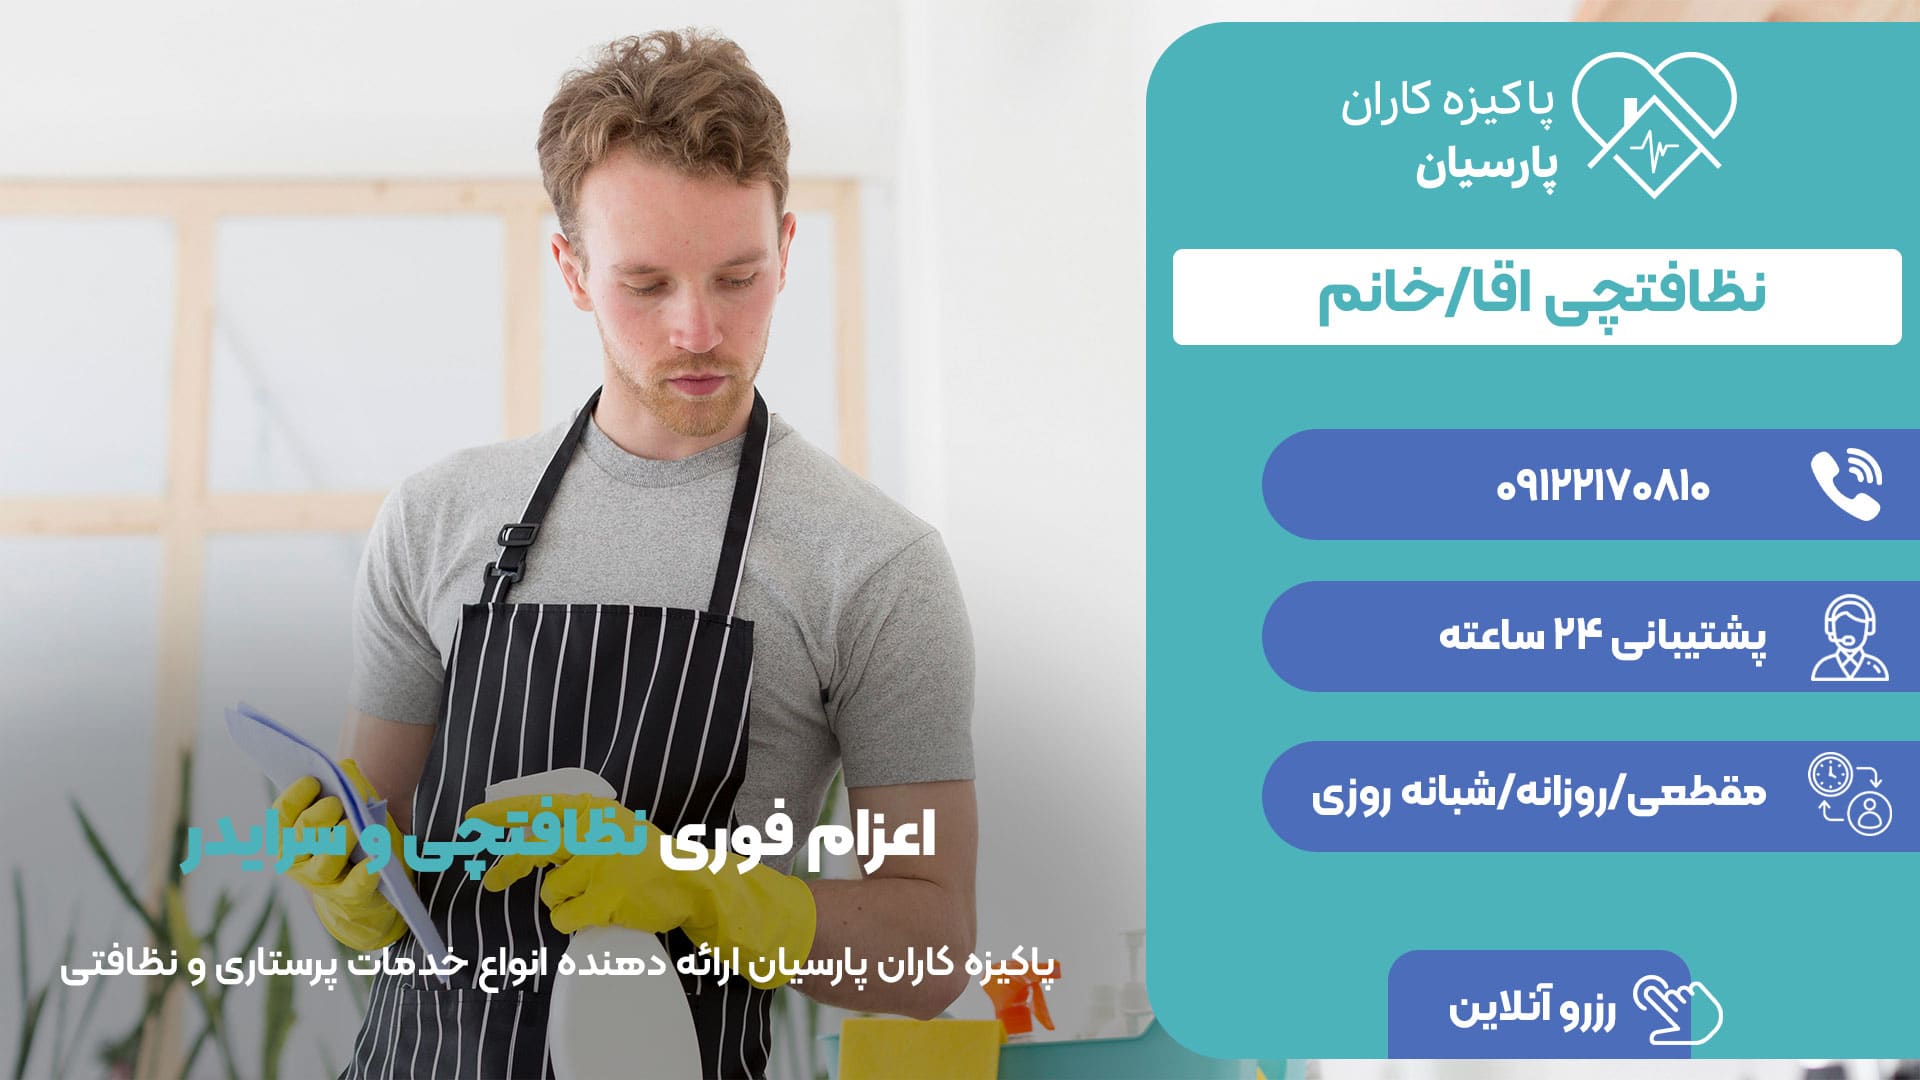 پاکیزه کاران
پارسیان
نظافتچی اقا/خانم
۰۹۱۲۲۱۷۰۸۱۰
پشتیبانی ۲۴ ساعته
مقطعی/روزانه/شبانه روزی
رزرو آنلاین
اعزام فوری نظافتچی و سرایدر
پاکیزه کاران پارسیان ارائه دهنده انواع خدمات پرستاری و نظافتی